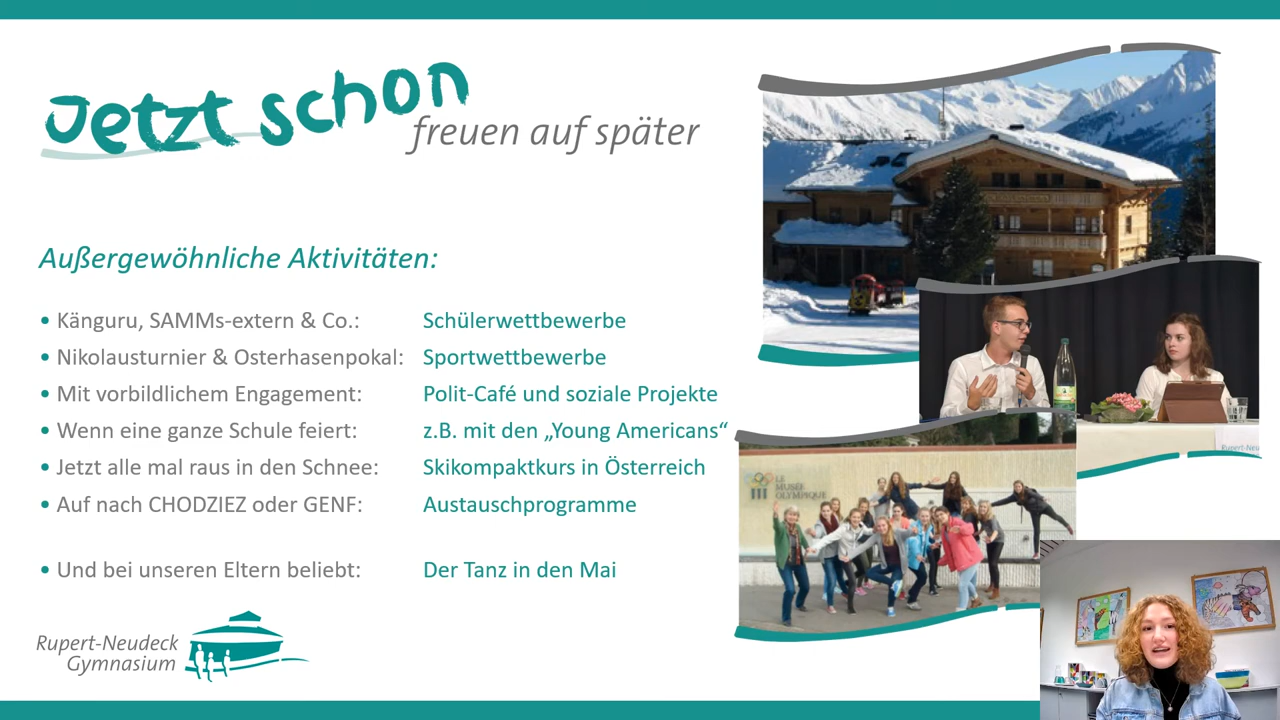 Jetzt schon
freuen auf später
Außergewöhnliche Aktivitäten:
• Känguru, SAMMs-extern & Co.: Schülerwettbewerbe
• Nikolausturnier & Osterhasenpokal: Sportwettbewerbe
• Mit vorbildlichem Engagement: Polit-Café und soziale Projekte
• Wenn eine ganze Schule feiert: z.B. mit den „Young Americans“
• Jetzt alle mal raus in den Schnee: Skikompaktkurs in Österreich
• Auf nach CHODZIEZ oder GENF: Austauschprogramme
• Und bei unseren Eltern beliebt: Der Tanz in den Mai
Rupert-Neudeck
Gymnasium
LE
MUSÉE
OLYMPIQUE
Rupert-Neu